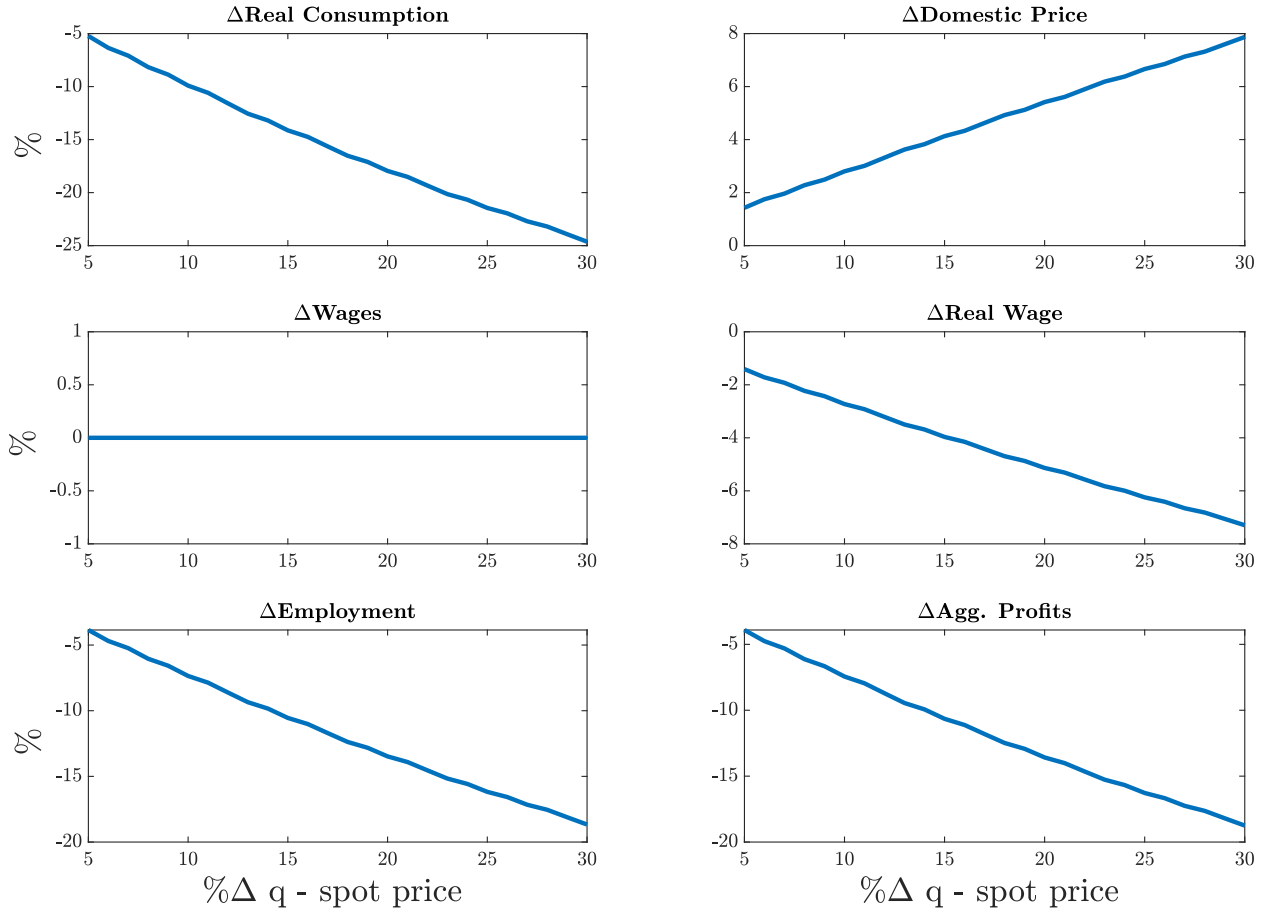 ΔReal Consumption
-5
-10
-15
-20
-25
%
5 10 15 20 25 30
ΔDomestic Price
8
6
4
2
0
5 10 15 20 25 30
ΔWages
1
0.5
0
-0.5
-1
%
5 10 15 20 25 30
ΔReal Wage
0
-2
-4
-6
-8
5 10 15 20 25 30
ΔEmployment
-5
-10
-15
-20
%
5 10 15 20 25 30
%Δ q - spot price
ΔAgg. Profits
-5
-10
-15
-20
5 10 15 20 25 30
%Δ q - spot price